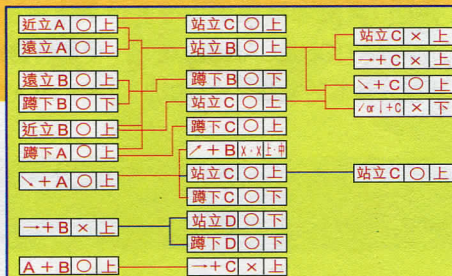 近立A ○ 上
遠立A ○ 上
遠立B ○ 上
蹲下B ○ 下
近立B ○ 上
蹲下A ○ 上
↘+A ○ 上
→+B × 上
A+B ○ 上
站立C ○ 上
站立B ○ 上
蹲下B ○ 下
站立C ○ 上
蹲下C ○ 上
↗+B ×·× 上·中
站立C ○ 上
蹲下C ○ 下
站立D ○ 下
蹲下D ○ 下
→+C × 上
站立C × 上
→+C × 上
↘+C ○ 上
↙or↓+C × 下
站立C ○ 上